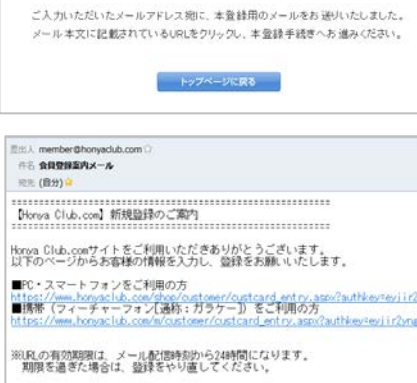 ご入力いただいたメールアドレス宛に、本登録用のメールをお送りいたしました。
メール本文に記載されているURLをクリックし、本登録手続きへお進みください。
トップページに戻る
差出人 member@honyaclub.com
件名 会員登録案内メール
宛先 (自分)
【Honya Club.com】新規登録のご案内
Honya Club.comサイトをご利用いただきありがとうございます。
以下のページからお客様の情報を入力し、登録をお願いいたします。
■PC・スマートフォンをご利用の方
https://www.honyaclub.com/shop/customer/custcard_entry.aspx?authkey=eyjir2
■携帯（フィーチャーフォン[通称：ガラケー]）をご利用の方
https://www.honyaclub.com/m/customer/custcard_entry.aspx?authkey=eyjir2yng
※URLの有効期限は、メール配信時刻から24時間になります。
期限を過ぎた場合は、登録をやり直してください。